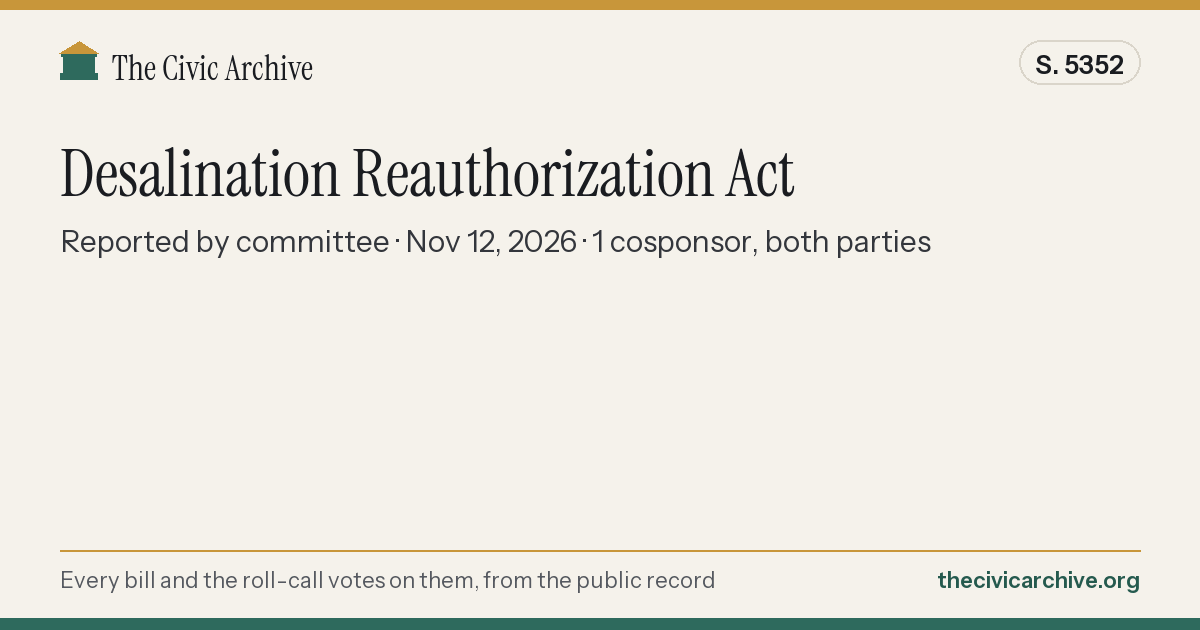 The Civic Archive
S. 5352
Desalination Reauthorization Act
Reported by committee · Nov 12, 2026 · 1 cosponsor, both parties
Every bill and the roll-call votes on them, from the public record
thecivicarchive.org